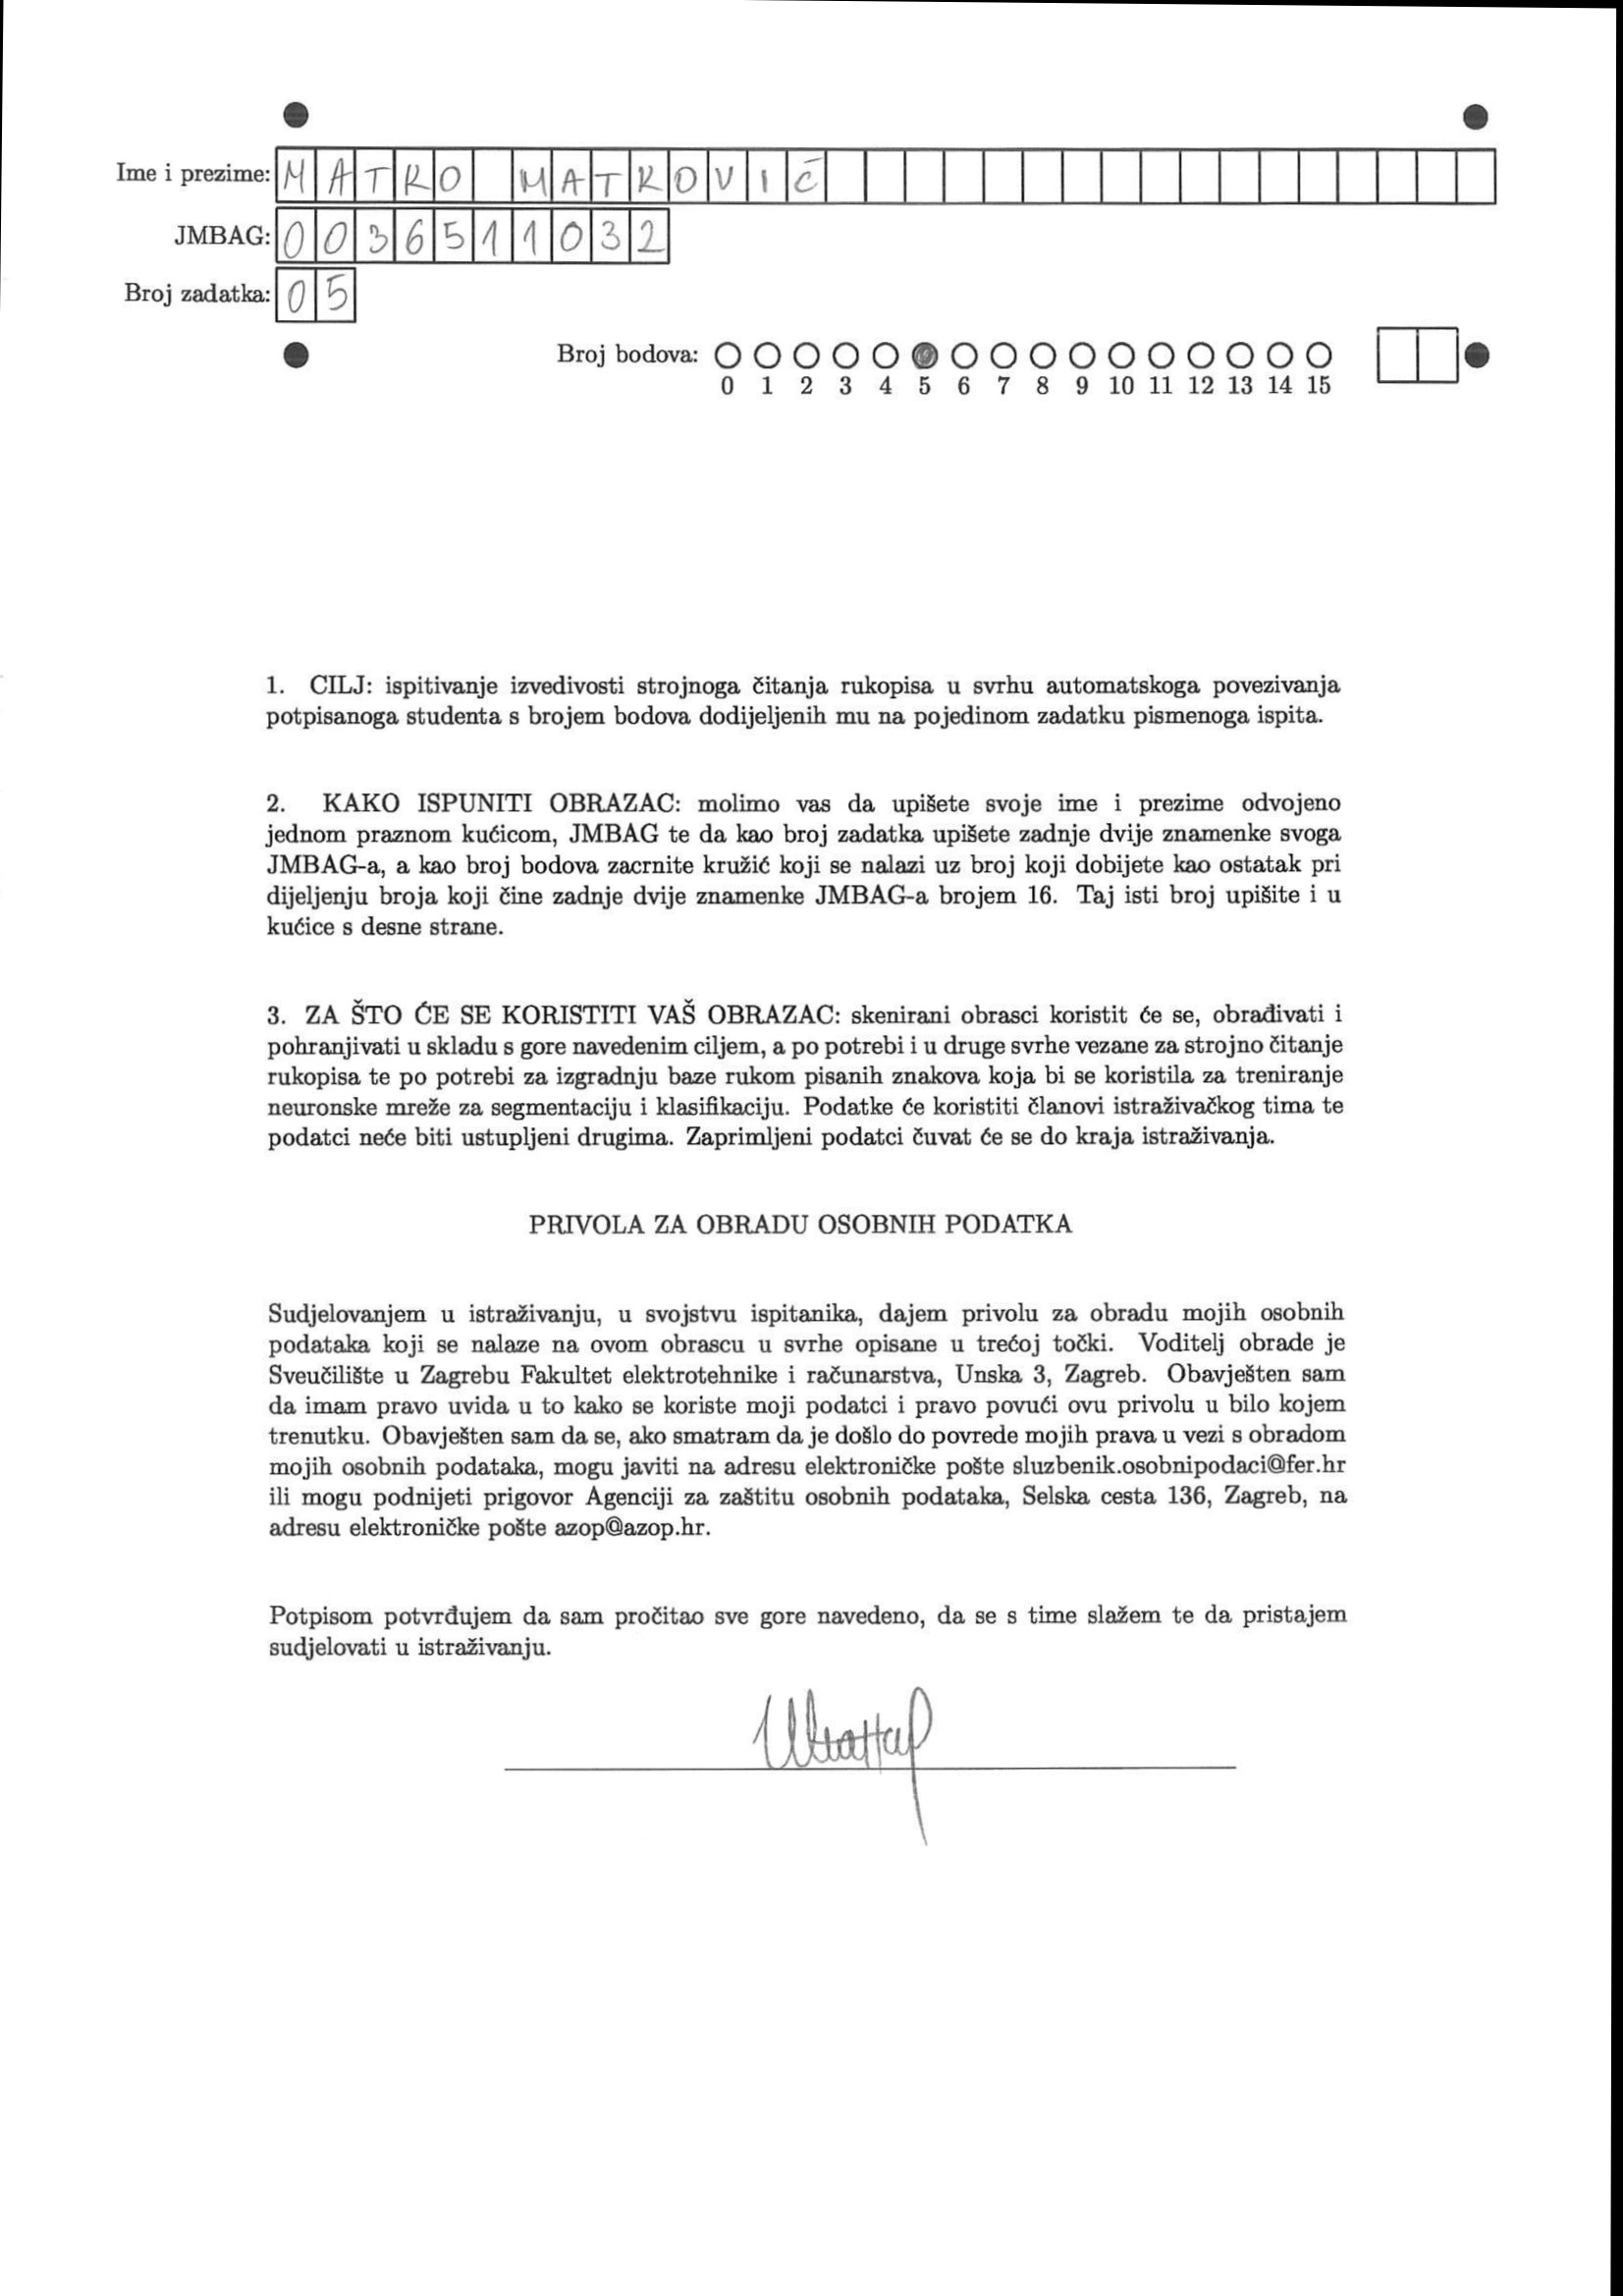 Ime i prezime: MATKO MATKOVIĆ
JMBAG: 0036511032
Broj zadatka: 05
Broj bodova:
0 1 2 3 4 5 6 7 8 9 10 11 12 13 14 15
1. CILJ: ispitivanje izvedivosti strojnoga čitanja rukopisa u svrhu automatskoga povezivanja
potpisanoga studenta s brojem bodova dodijeljenih mu na pojedinom zadatku pismenoga ispita.
2. KAKO ISPUNITI OBRAZAC: molimo vas da upišete svoje ime i prezime odvojeno
jednom praznom kućicom, JMBAG te da kao broj zadatka upišete zadnje dvije znamenke svoga
JMBAG-a, a kao broj bodova zacrnite kružić koji se nalazi uz broj koji dobijete kao ostatak pri
dijeljenju broja koji čine zadnje dvije znamenke JMBAG-a brojem 16. Taj isti broj upišite i u
kućice s desne strane.
3. ZA ŠTO ĆE SE KORISTITI VAŠ OBRAZAC: skenirani obrasci koristit će se, obrađivati i
pohranjivati u skladu s gore navedenim ciljem, a po potrebi i u druge svrhe vezane za strojno čitanje
rukopisa te po potrebi za izgradnju baze rukom pisanih znakova koja bi se koristila za treniranje
neuronske mreže za segmentaciju i klasifikaciju. Podatke će koristiti članovi istraživačkog tima te
podatci neće biti ustupljeni drugima. Zaprimljeni podatci čuvat će se do kraja istraživanja.
PRIVOLA ZA OBRADU OSOBNIH PODATKA
Sudjelovanjem u istraživanju, u svojstvu ispitanika, dajem privolu za obradu mojih osobnih
podataka koji se nalaze na ovom obrascu u svrhe opisane u trećoj točki. Voditelj obrade je
Sveučilište u Zagrebu Fakultet elektrotehnike i računarstva, Unska 3, Zagreb. Obavješten sam
da imam pravo uvida u to kako se koriste moji podatci i pravo povući ovu privolu u bilo kojem
trenutku. Obavješten sam da se, ako smatram da je došlo do povrede mojih prava u vezi s obradom
mojih osobnih podataka, mogu javiti na adresu elektroničke pošte sluzbenik.osobnipodaci@fer.hr
ili mogu podnijeti prigovor Agenciji za zaštitu osobnih podataka, Selska cesta 136, Zagreb, na
adresu elektroničke pošte azop@azop.hr.
Potpisom potvrđujem da sam pročitao sve gore navedeno, da se s time slažem te da pristajem
sudjelovati u istraživanju.